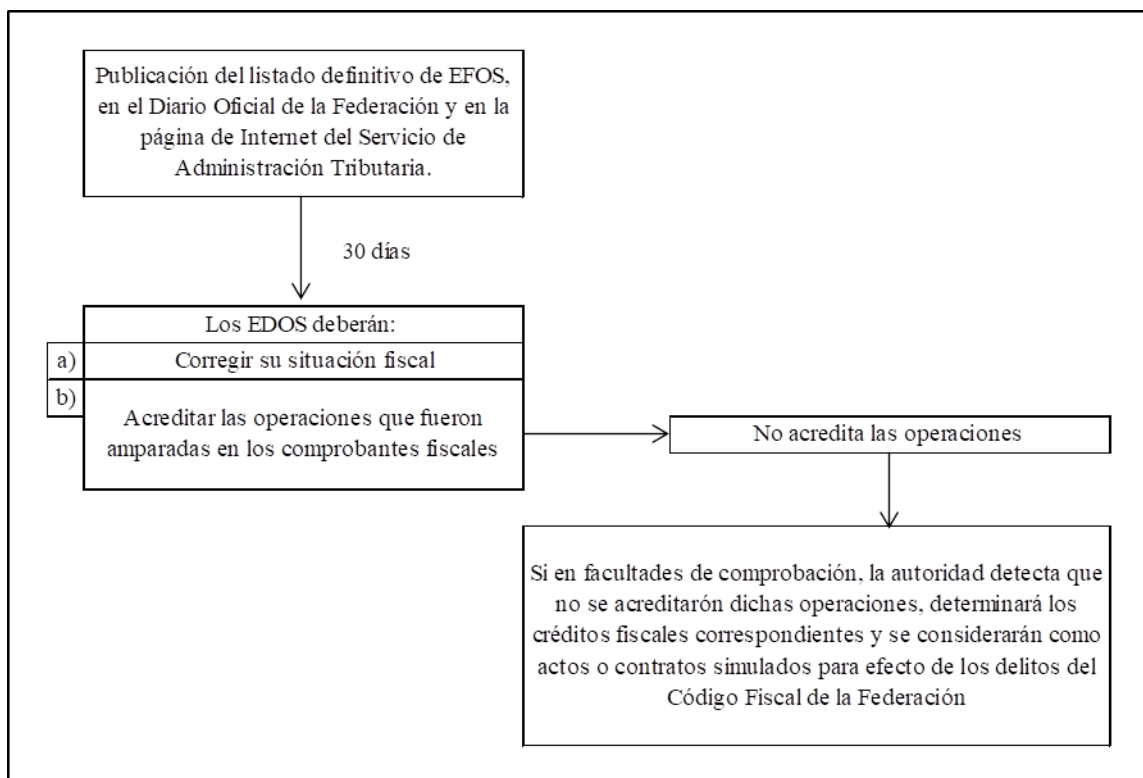 Publicación del listado definitivo de EFOS,
en el Diario Oficial de la Federación y en la
página de Internet del Servicio de
Administración Tributaria.
30 días
Los EDOS deberán:
a) Corregir su situación fiscal
b)
Acreditar las operaciones que fueron
amparadas en los comprobantes fiscales
No acredita las operaciones
Si en facultades de comprobación, la autoridad detecta que
no se acreditarón dichas operaciones, determinará los
créditos fiscales correspondientes y se considerarán como
actos o contratos simulados para efecto de los delitos del
Código Fiscal de la Federación